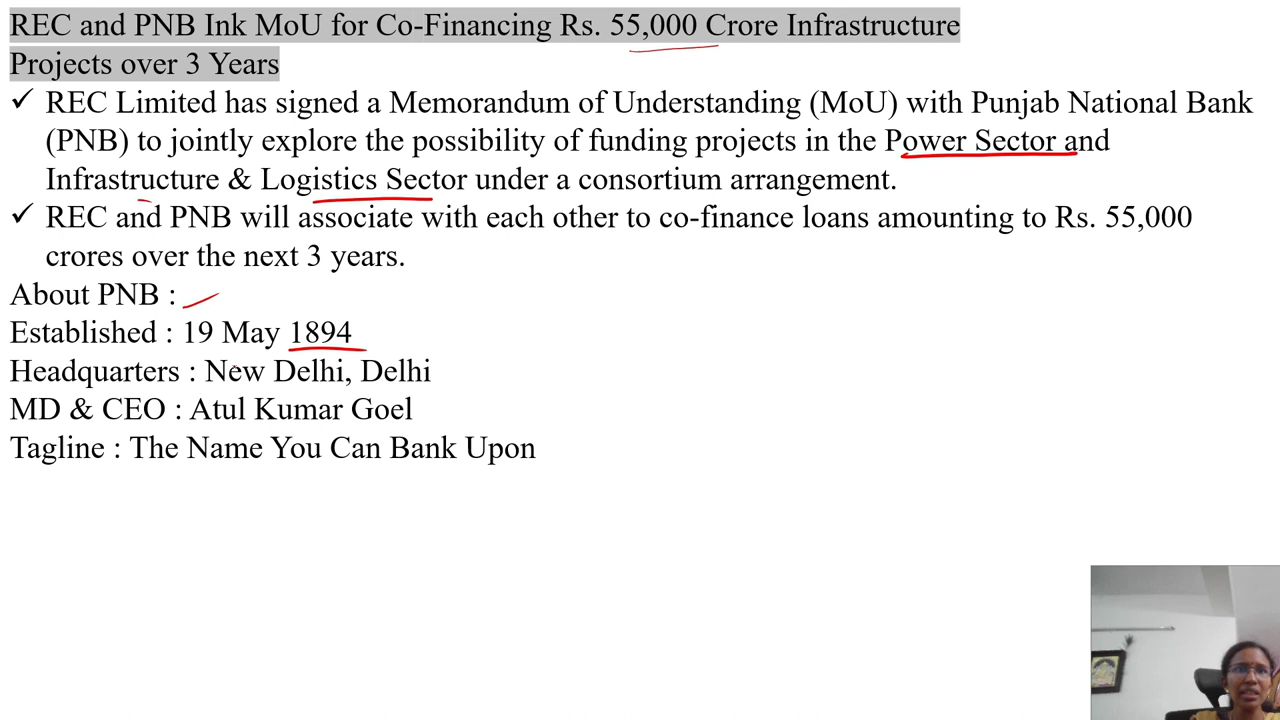 REC and PNB Ink MoU for Co-Financing Rs. 55,000 Crore Infrastructure
Projects over 3 Years
✓ REC Limited has signed a Memorandum of Understanding (MoU) with Punjab National Bank
(PNB) to jointly explore the possibility of funding projects in the Power Sector and
Infrastructure & Logistics Sector under a consortium arrangement.
✓ REC and PNB will associate with each other to co-finance loans amounting to Rs. 55,000
crores over the next 3 years.
About PNB :
Established : 19 May 1894
Headquarters : New Delhi, Delhi
MD & CEO : Atul Kumar Goel
Tagline : The Name You Can Bank Upon